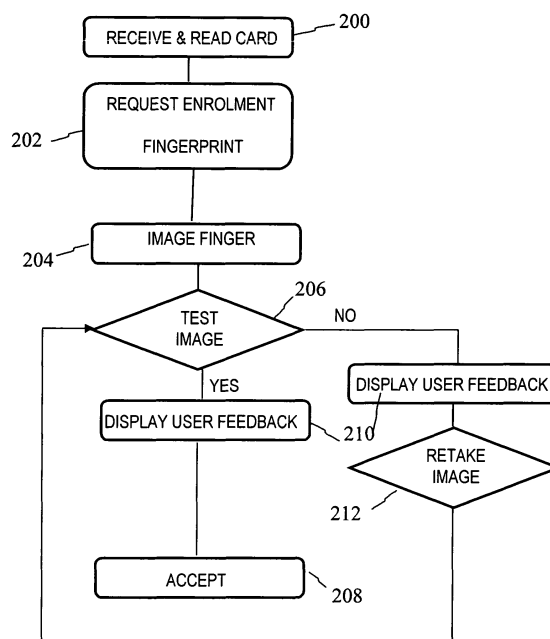 RECEIVE & READ CARD
200
REQUEST ENROLMENT
FINGERPRINT
202
IMAGE FINGER
204
206
TEST
IMAGE
NO
YES
DISPLAY USER FEEDBACK
DISPLAY USER FEEDBACK
210
RETAKE
IMAGE
212
ACCEPT
208